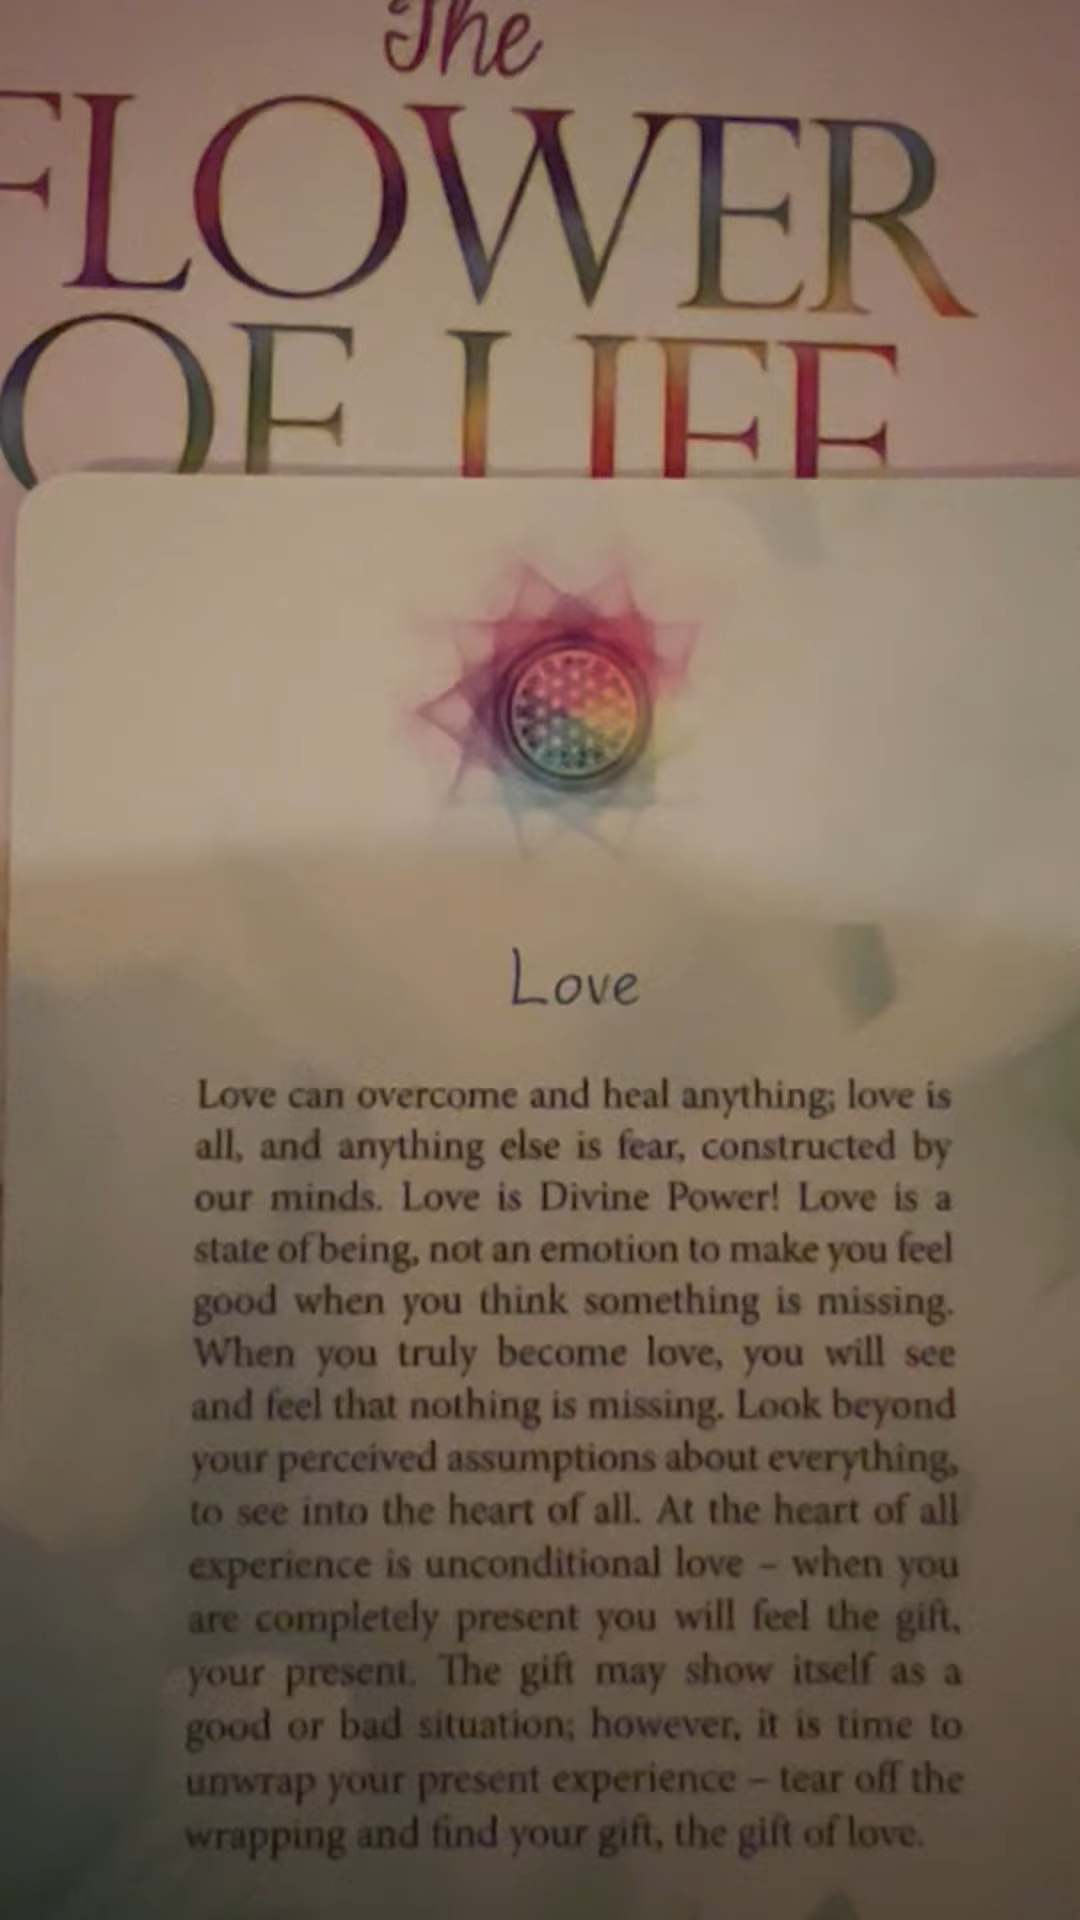 The
FLOWER
OF LIFE
Love
Love can overcome and heal anything; love is
all, and anything else is fear, constructed by
our minds. Love is Divine Power! Love is a
state of being, not an emotion to make you feel
good when you think something is missing.
When you truly become love, you will see
and feel that nothing is missing. Look beyond
your perceived assumptions about everything,
to see into the heart of all. At the heart of all
experience is unconditional love – when you
are completely present you will feel the gift,
your present. The gift may show itself as a
good or bad situation; however, it is time to
unwrap your present experience – tear off the
wrapping and find your gift, the gift of love.